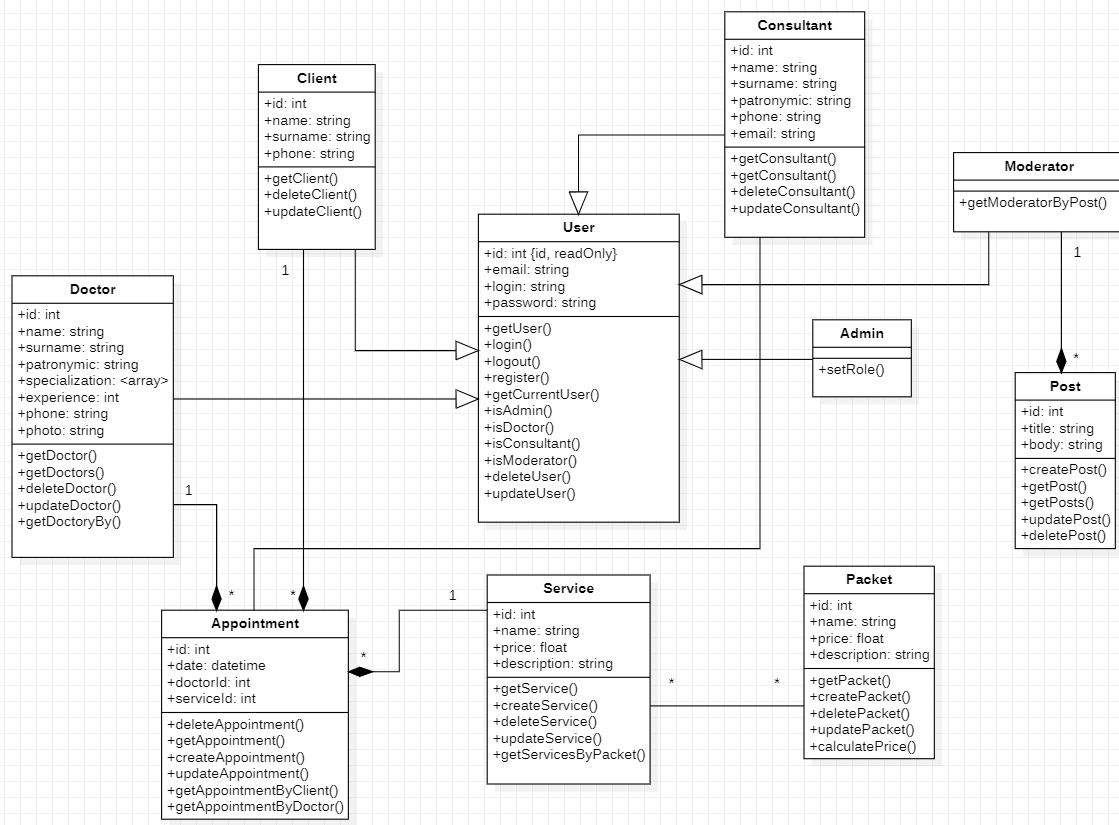 Consultant
+id: int
+name: string
+surname: string
+patronymic: string
+phone: string
+email: string
+getConsultant()
+getConsultant()
+deleteConsultant()
+updateConsultant()
Client
+id: int
+name: string
+surname: string
+phone: string
+getClient()
+deleteClient()
+updateClient()
1
Moderator
+getModeratorByPost()
1
*
User
+id: int {id, readOnly}
+email: string
+login: string
+password: string
+getUser()
+login()
+logout()
+register()
+getCurrentUser()
+isAdmin()
+isDoctor()
+isConsultant()
+isModerator()
+deleteUser()
+updateUser()
Doctor
+id: int
+name: string
+surname: string
+patronymic: string
+specialization: <array>
+experience: int
+phone: string
+photo: string
+getDoctor()
+getDoctors()
+deleteDoctor()
+updateDoctor()
+getDoctoryBy()
1
*
*
Admin
+setRole()
Post
+id: int
+title: string
+body: string
+createPost()
+getPost()
+getPosts()
+updatePost()
+deletePost()
Appointment
+id: int
+date: datetime
+doctorId: int
+serviceId: int
+deleteAppointment()
+getAppointment()
+createAppointment()
+updateAppointment()
+getAppointmentByClient()
+getAppointmentByDoctor()
*
1
Service
+id: int
+name: string
+price: float
+description: string
+getService()
+createService()
+deleteService()
+updateService()
+getServicesByPacket()
*
*
Packet
+id: int
+name: string
+price: float
+description: string
+getPacket()
+createPacket()
+deletePacket()
+updatePacket()
+calculatePrice()